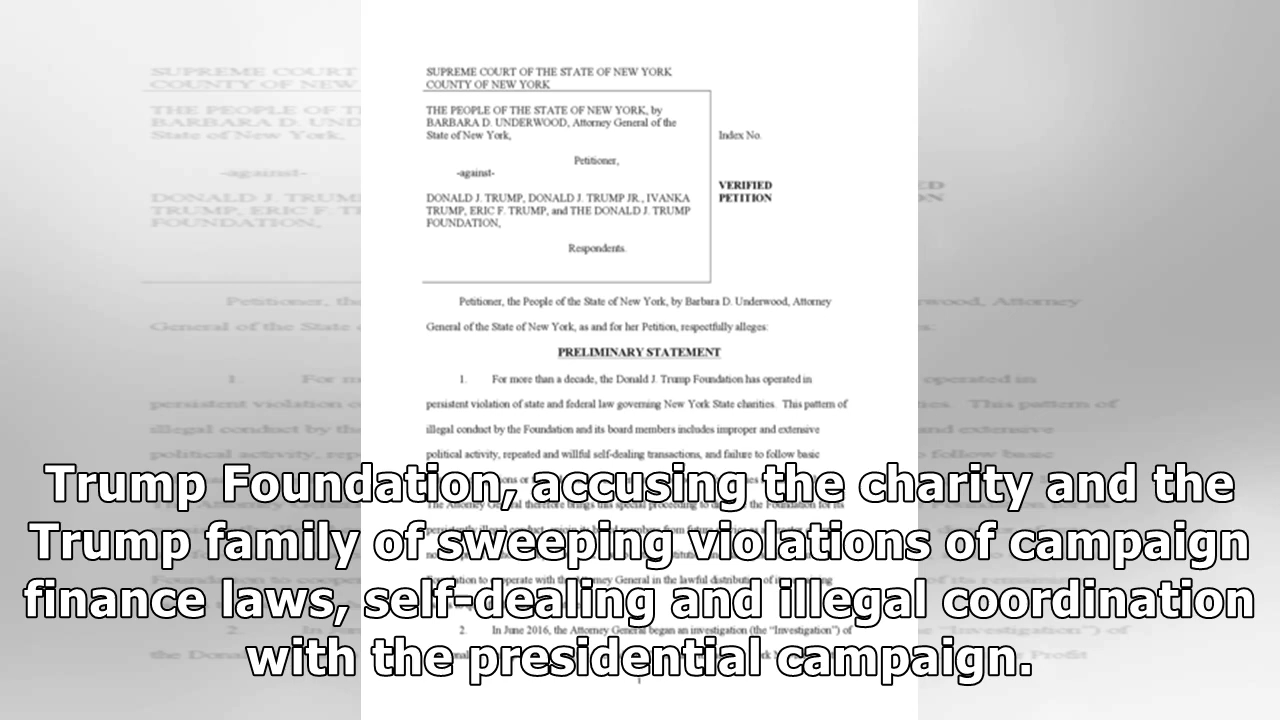 SUPREME COURT OF THE STATE OF NEW YORK
COUNTY OF NEW YORK
THE PEOPLE OF THE STATE OF NEW YORK, by
BARBARA D. UNDERWOOD, Attorney General of the
State of New York,
Petitioner,
-against-
DONALD J. TRUMP, DONALD J. TRUMP JR., IVANKA
TRUMP, ERIC F. TRUMP, and THE DONALD J. TRUMP
FOUNDATION,
Respondents.
Index No.
VERIFIED
PETITION
Petitioner, the People of the State of New York, by Barbara D. Underwood, Attorney
General of the State of New York, as and for her Petition, respectfully alleges:
PRELIMINARY STATEMENT
1. For more than a decade, the Donald J. Trump Foundation has operated in
persistent violation of state and federal law governing New York State charities. This pattern of
illegal conduct by the Foundation and its board members includes improper and extensive
political activity, repeated and willful self-dealing transactions, and failure to follow basic
Trump Foundation, accusing the charity and the
Trump family of sweeping violations of campaign
finance laws, self-dealing and illegal coordination
2. In June 2016, the Attorney General began an investigation (the "Investigation") of
with the presidential campaign.